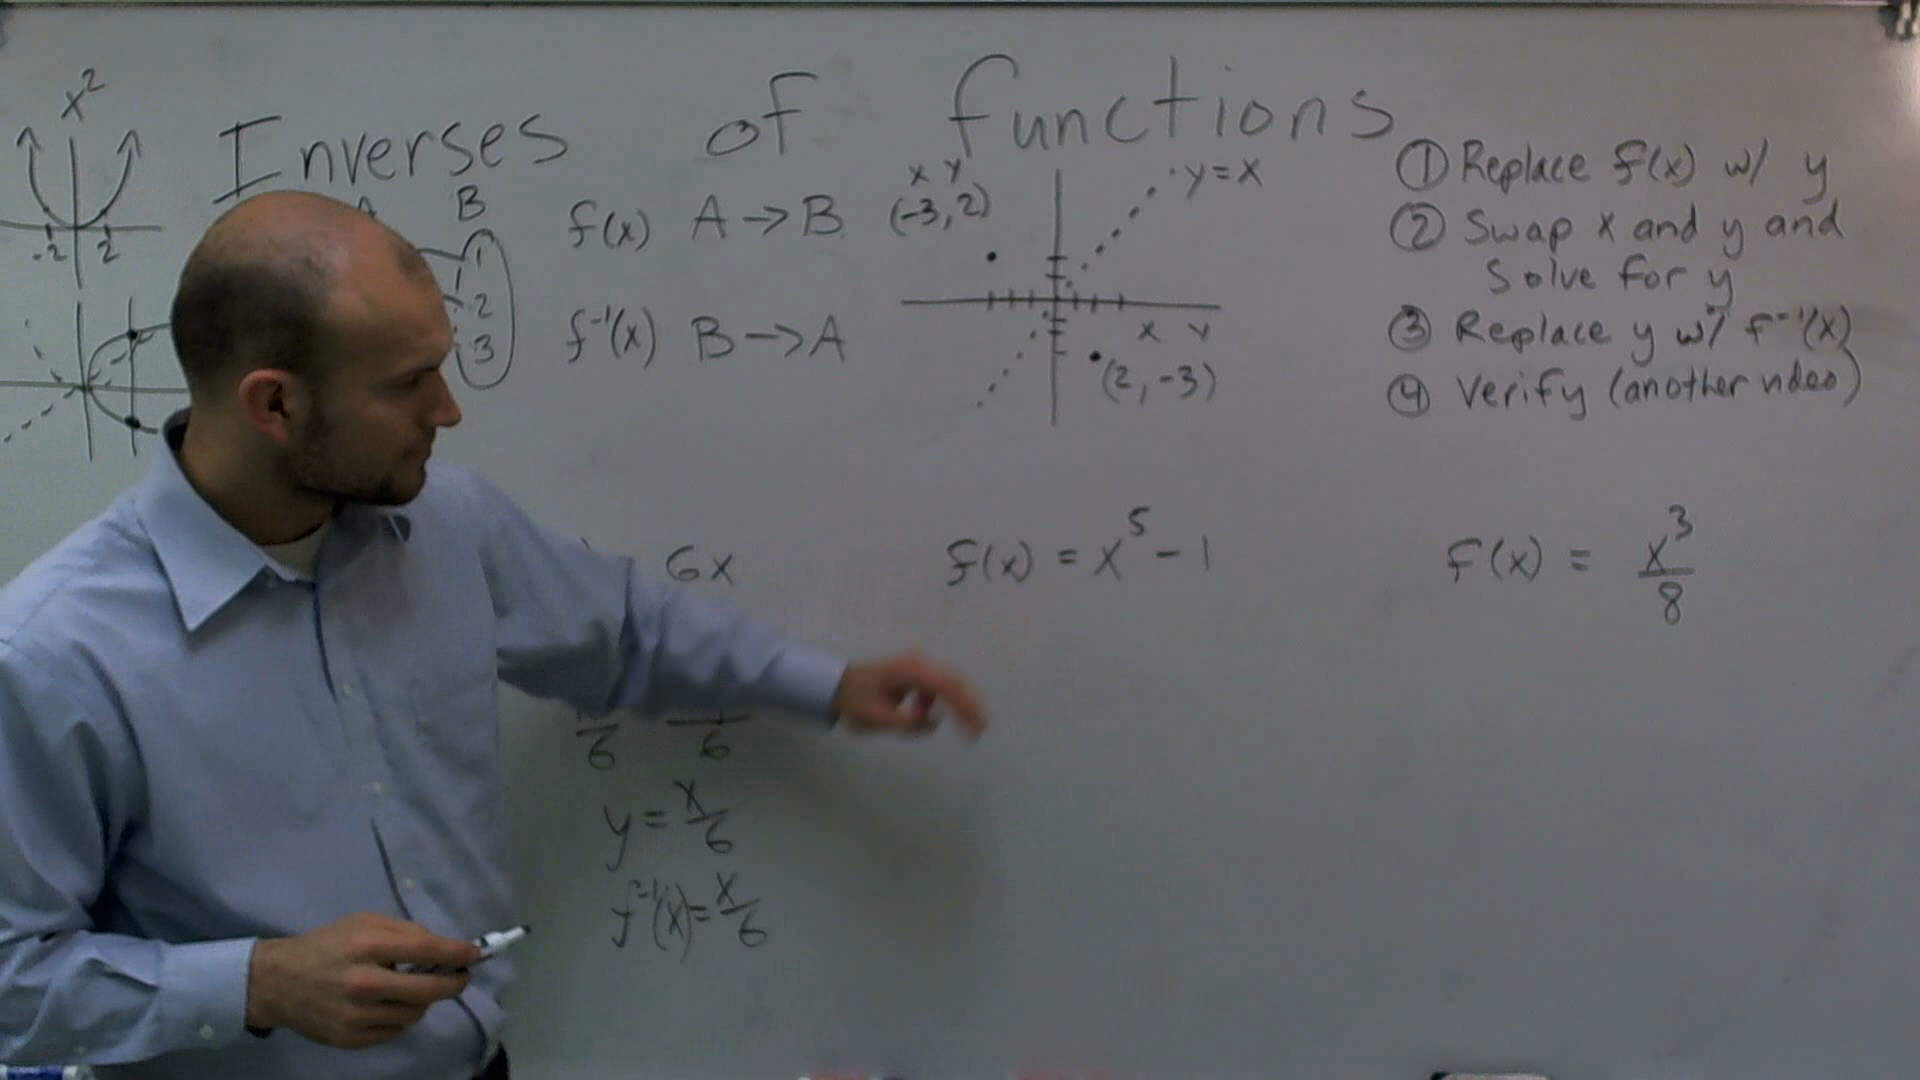 x²
Inverses of functions
-2 2
A B
1
2
3
f(x) A → B
f⁻¹(x) B → A
x y
(-3, 2)
y = x
x y
(2, -3)
① Replace f(x) w/ y
② Swap x and y and
Solve for y
③ Replace y w/ f⁻¹(x)
④ Verify (another video)
6x
6 6
y = x/6
f⁻¹(x) = x/6
f(x) = x⁵ - 1
f(x) = x³/8